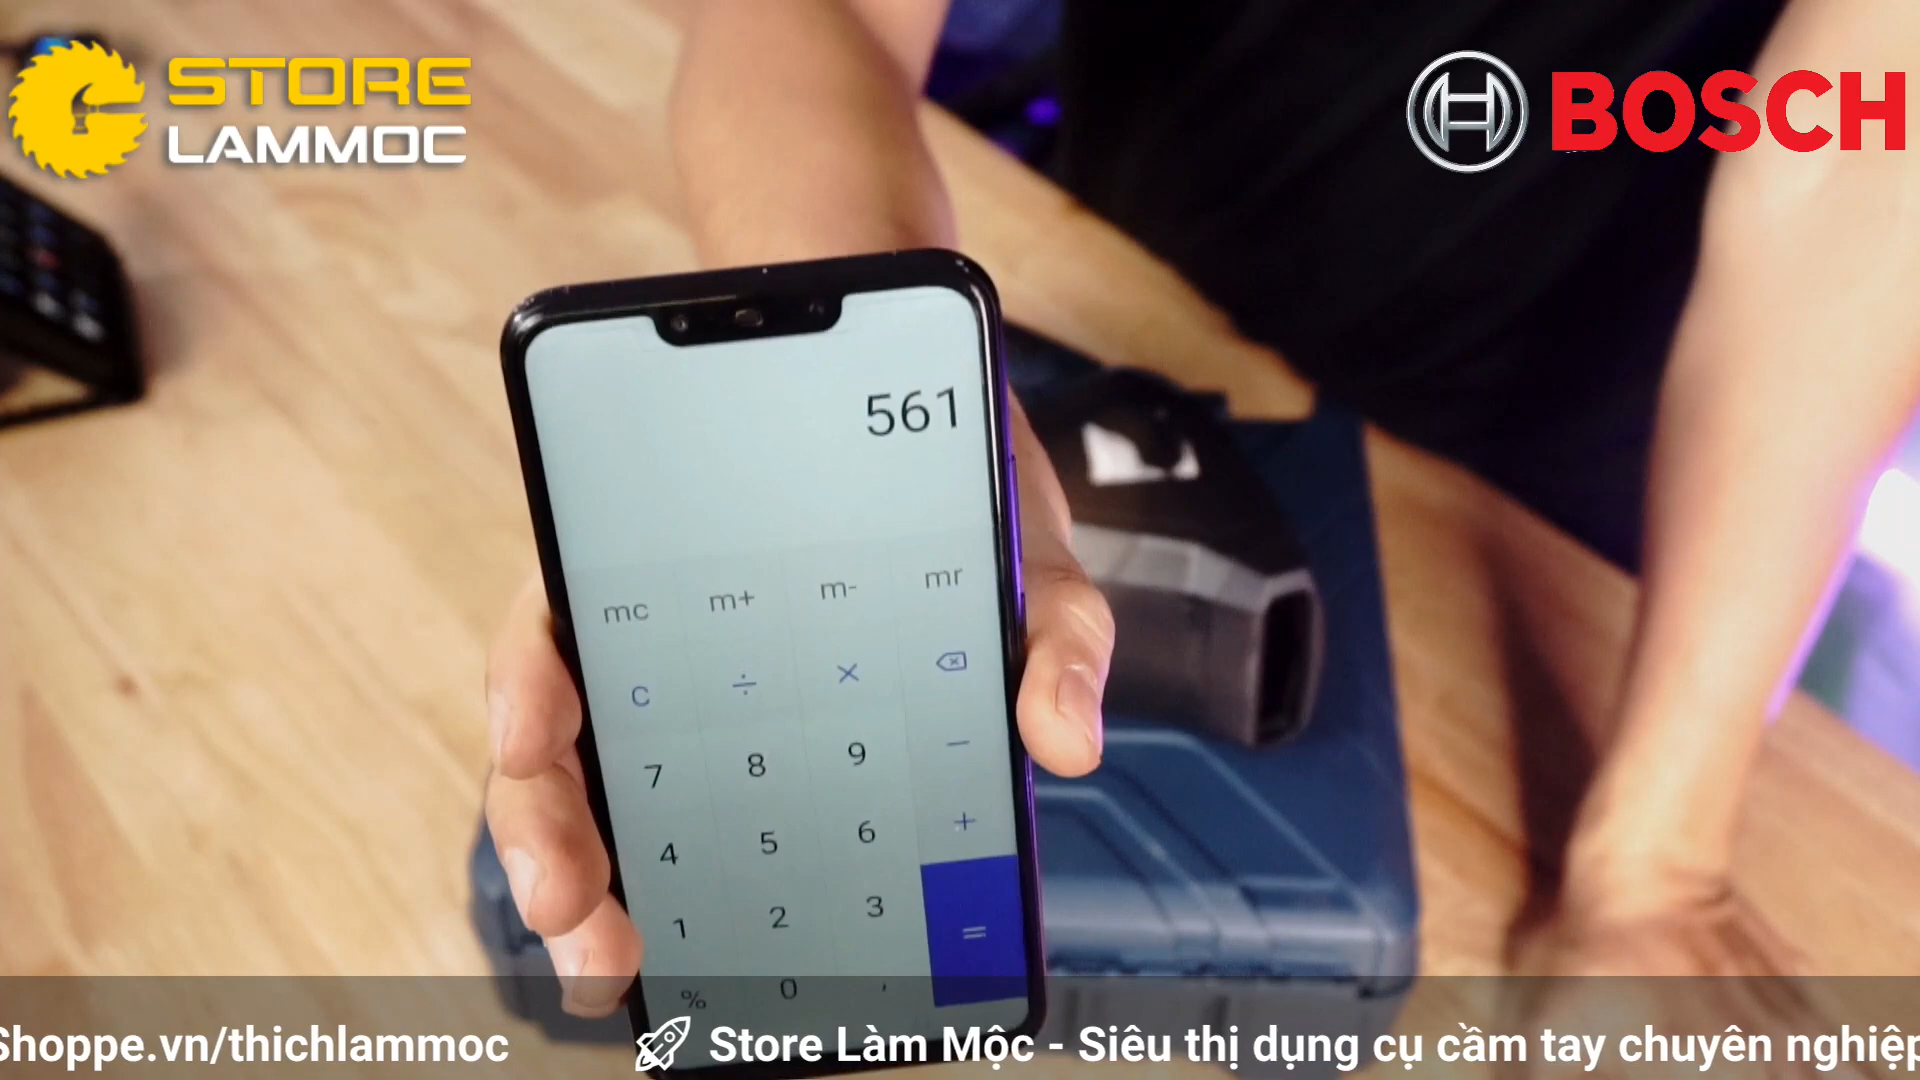 STORE
LAMMOC
BOSCH
561
mc m+ m- mr
C ÷ ×
7 8 9 −
4 5 6 +
1 2 3 =
% 0 ,
Shoppe.vn/thichlammoc
Store Làm Mộc - Siêu thị dụng cụ cầm tay chuyên nghiệp